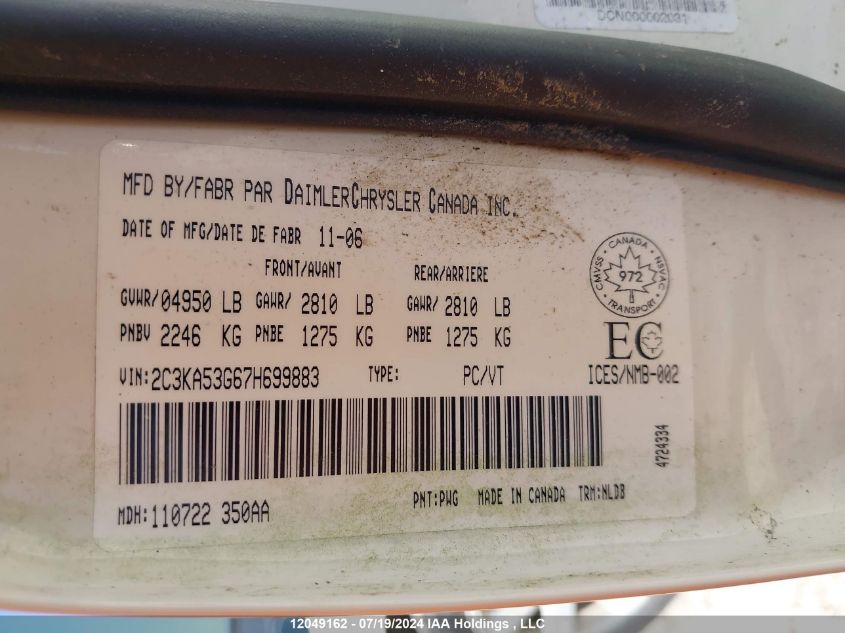 DCN000002031
MFD BY/FABR PAR DAIMLERCHRYSLER CANADA INC.
DATE OF MFG/DATE DE FABR 11-06
FRONT/AVANT REAR/ARRIERE
GVWR/04950 LB GAWR/ 2810 LB GAWR/ 2810 LB
PNBV 2246 KG PNBE 1275 KG PNBE 1275 KG
VIN:2C3KA53G67H699883 TYPE: PC/VT
CMVSS • CANADA • NSVAC
972
TRANSPORT
EC
ICES/NMB-002
4724334
MDH:110722 350AA PNT:PWG MADE IN CANADA TRM:NLDB
12049162 - 07/19/2024 IAA Holdings, LLC